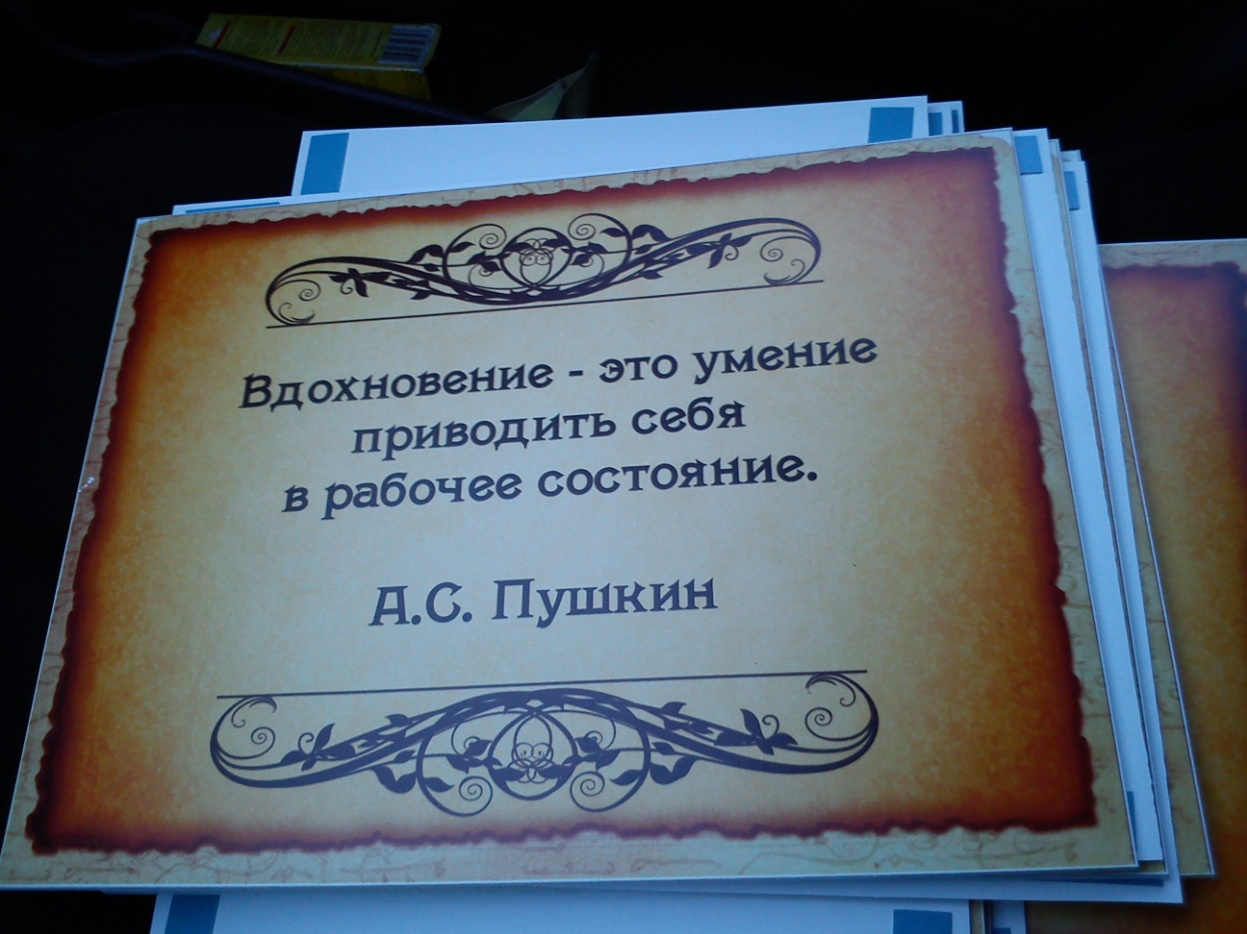 Вдохновение - это умение
приводить себя
в рабочее состояние.
А.С. Пушкин